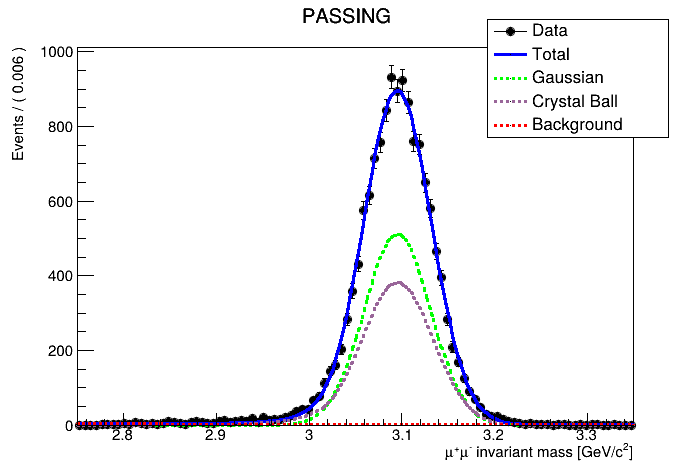 PASSING
Data
Total
Gaussian
Crystal Ball
Background
Events / ( 0.006 )
1000
800
600
400
200
0
2.8 2.9 3 3.1 3.2 3.3
μ⁺μ⁻ invariant mass [GeV/c²]